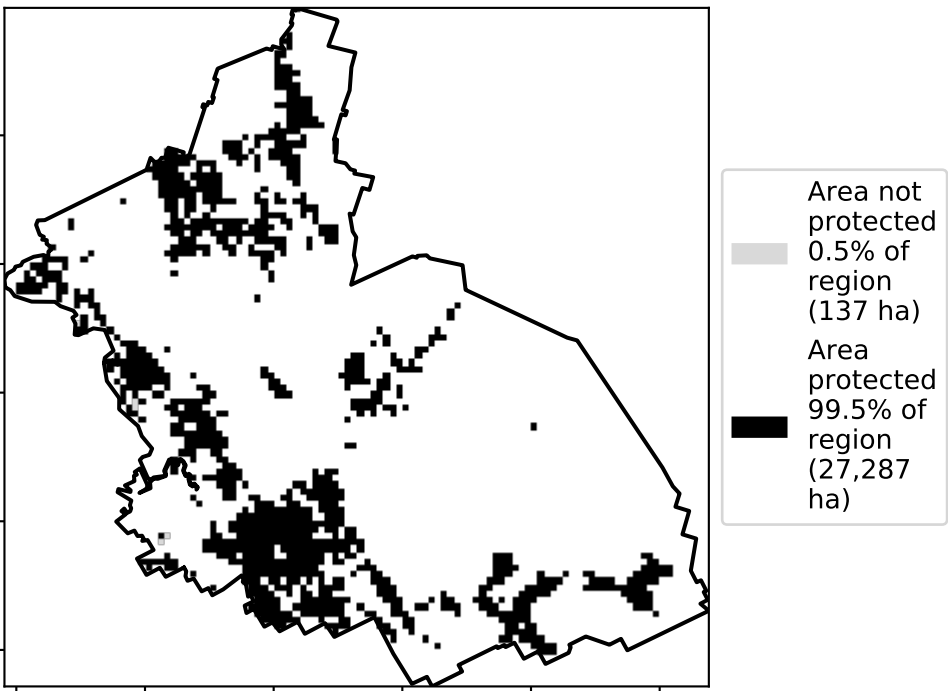 Area not
protected
0.5% of
region
(137 ha)
Area
protected
99.5% of
region
(27,287
ha)